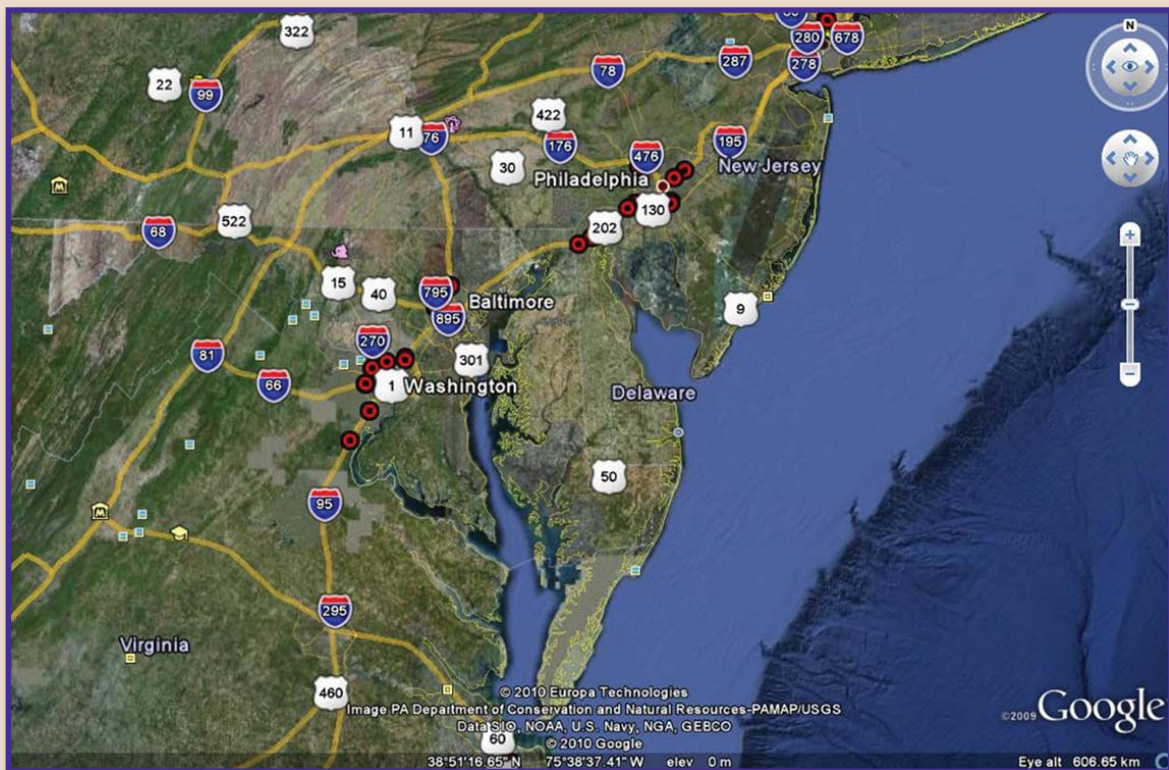 322
22
99
80
280
678
287
278
78
N
422
11
76
176
476
195
30
New Jersey
Philadelphia
130
522
68
202
15
40
795
Baltimore
895
9
270
301
81
66
1
Washington
Delaware
50
95
295
Virginia
460
© 2010 Europa Technologies
Image PA Department of Conservation and Natural Resources-PAMAP/USGS
Data SIO, NOAA, U.S. Navy, NGA, GEBCO
©2009 Google
60
© 2010 Google
38°51'16.65" N 75°38'37.41" W elev 0 m
Eye alt 606.65 km